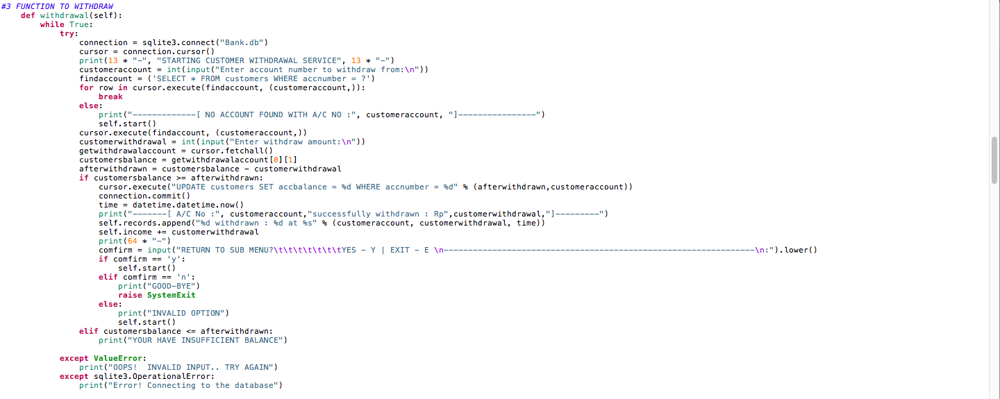 #3 FUNCTION TO WITHDRAW
    def withdrawal(self):
        while True:
            try:
                connection = sqlite3.connect("Bank.db")
                cursor = connection.cursor()
                print(13 * "-", "STARTING CUSTOMER WITHDRAWAL SERVICE", 13 * "-")
                customeraccount = int(input("Enter account number to withdraw from:\n"))
                findaccount = ('SELECT * FROM customers WHERE accnumber = ?')
                for row in cursor.execute(findaccount, (customeraccount,)):
                    break
                else:
                    print("-------------[ NO ACCOUNT FOUND WITH A/C NO :", customeraccount, "]----------------")
                    self.start()
                cursor.execute(findaccount, (customeraccount,))
                customerwithdrawal = int(input("Enter withdraw amount:\n"))
                getwithdrawalaccount = cursor.fetchall()
                customersbalance = getwithdrawalaccount[0][1]
                afterwithdrawn = customersbalance - customerwithdrawal
                if customersbalance >= afterwithdrawn:
                    cursor.execute("UPDATE customers SET accbalance = %d WHERE accnumber = %d" % (afterwithdrawn,customeraccount))
                    connection.commit()
                    time = datetime.datetime.now()
                    print("-------[ A/C No :", customeraccount,"successfully withdrawn : Rp",customerwithdrawal,"]---------")
                    self.records.append("%d withdrawn : %d at %s" % (customeraccount, customerwithdrawal, time))
                    self.income += customerwithdrawal
                    print(64 * "-")
                    comfirm = input("RETURN TO SUB MENU?\t\t\t\t\t\t\tYES - Y | EXIT - E \n----------------------------------------------------------------\n:").lower()
                    if comfirm == 'y':
                        self.start()
                    elif comfirm == 'n':
                        print("GOOD-BYE")
                        raise SystemExit
                    else:
                        print("INVALID OPTION")
                        self.start()
                elif customersbalance <= afterwithdrawn:
                    print("YOUR HAVE INSUFFICIENT BALANCE")

            except ValueError:
                print("OOPS!  INVALID INPUT.. TRY AGAIN")
            except sqlite3.OperationalError:
                print("Error! Connecting to the database")